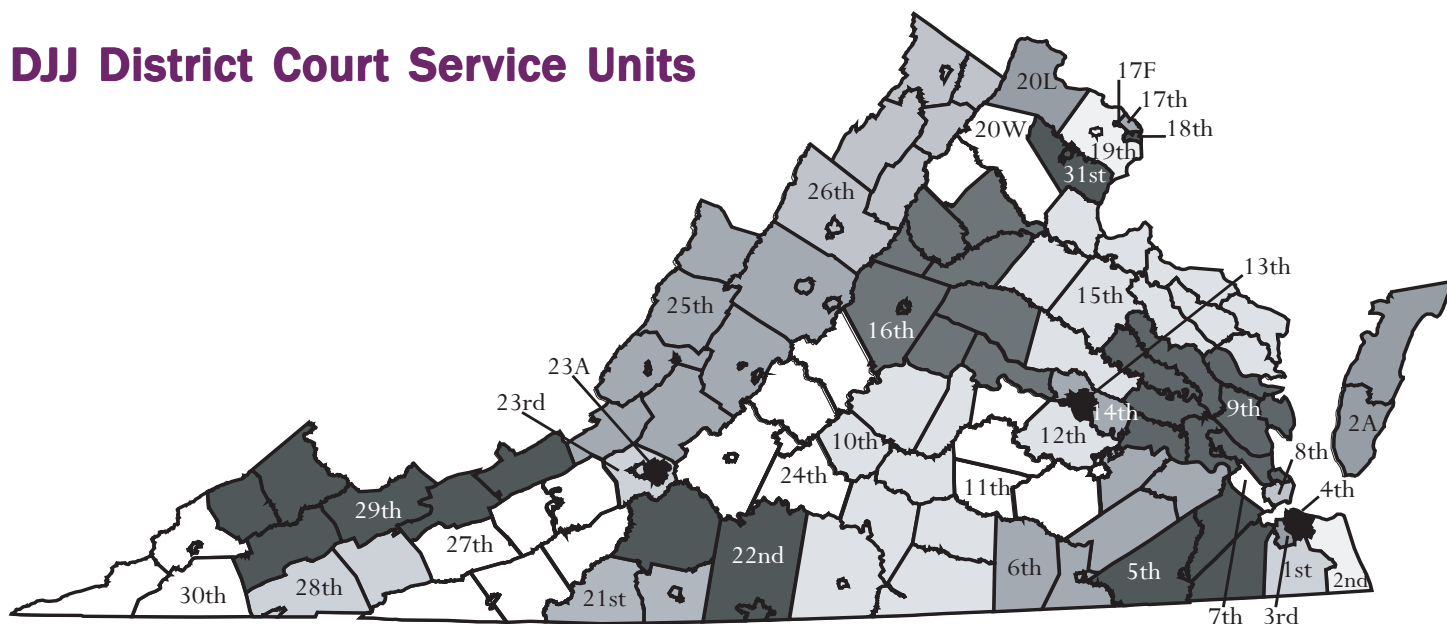 DJJ District Court Service Units
20L
17F
17th
18th
20W
19th
31st
26th
13th
25th
15th
16th
23A
23rd
14th
9th
2A
10th
12th
8th
24th
11th
4th
29th
27th
22nd
6th
5th
1st
2nd
28th
30th
21st
7th
3rd